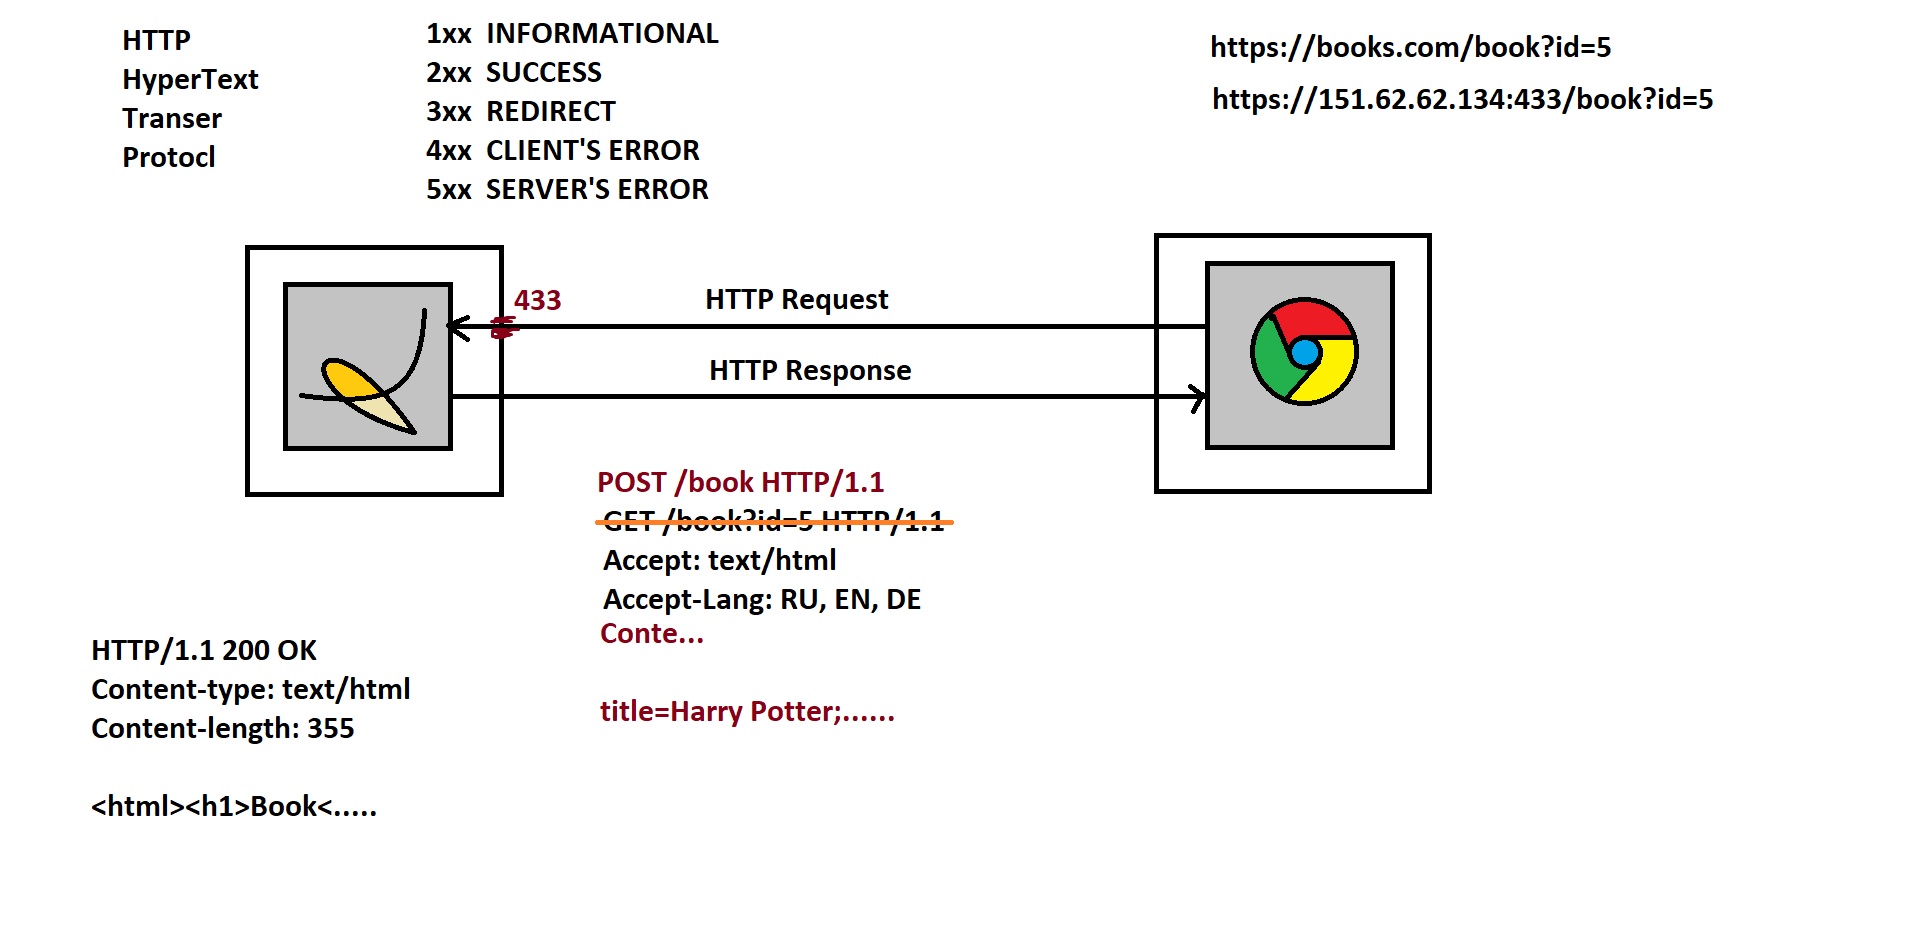 HTTP
HyperText
Transer
Protocl
1xx INFORMATIONAL
2xx SUCCESS
3xx REDIRECT
4xx CLIENT'S ERROR
5xx SERVER'S ERROR
https://books.com/book?id=5
https://151.62.62.134:433/book?id=5
433
HTTP Request
HTTP Response
POST /book HTTP/1.1
GET /book?id=5 HTTP/1.1
Accept: text/html
Accept-Lang: RU, EN, DE
Conte...
title=Harry Potter;......
HTTP/1.1 200 OK
Content-type: text/html
Content-length: 355
<html><h1>Book<.....